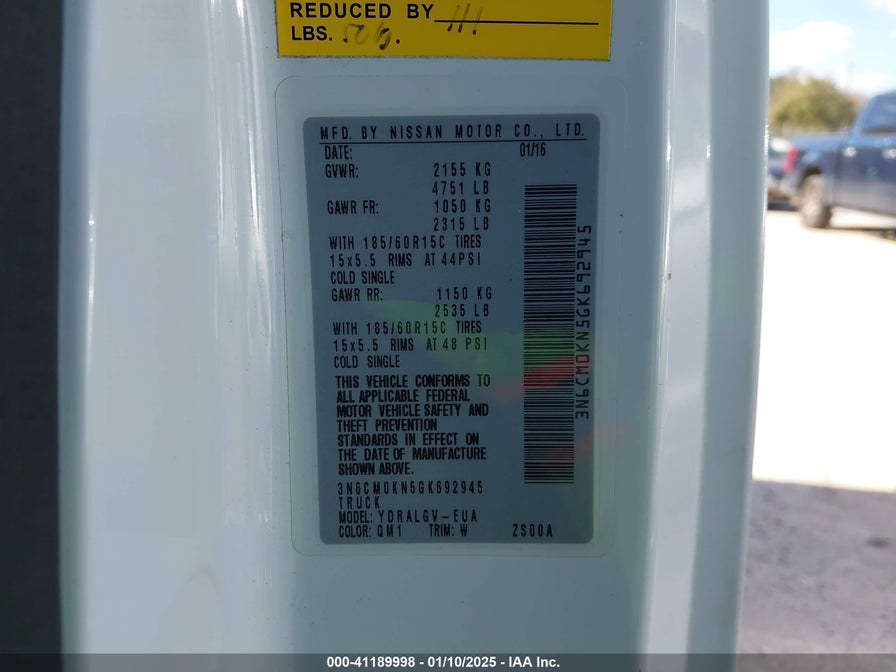 REDUCED BY
LBS.
MFD. BY NISSAN MOTOR CO., LTD.
DATE: 01/16
GVWR: 2155 KG
4751 LB
GAWR FR: 1050 KG
2315 LB
WITH 185/60R15C TIRES
15x5.5 RIMS AT 44PSI
COLD SINGLE
GAWR RR: 1150 KG
2535 LB
WITH 185/60R15C TIRES
15x5.5 RIMS AT 48 PSI
COLD SINGLE
THIS VEHICLE CONFORMS TO
ALL APPLICABLE FEDERAL
MOTOR VEHICLE SAFETY AND
THEFT PREVENTION
STANDARDS IN EFFECT ON
THE DATE OF MANUFACTURE
SHOWN ABOVE.
3N6CM0KN5GK692945
TRUCK
MODEL: YDRALGV-EUA
COLOR: QM1 TRIM: W ZS00A
3N6CM0KN5GK692945
000-41189998 - 01/10/2025 - IAA Inc.